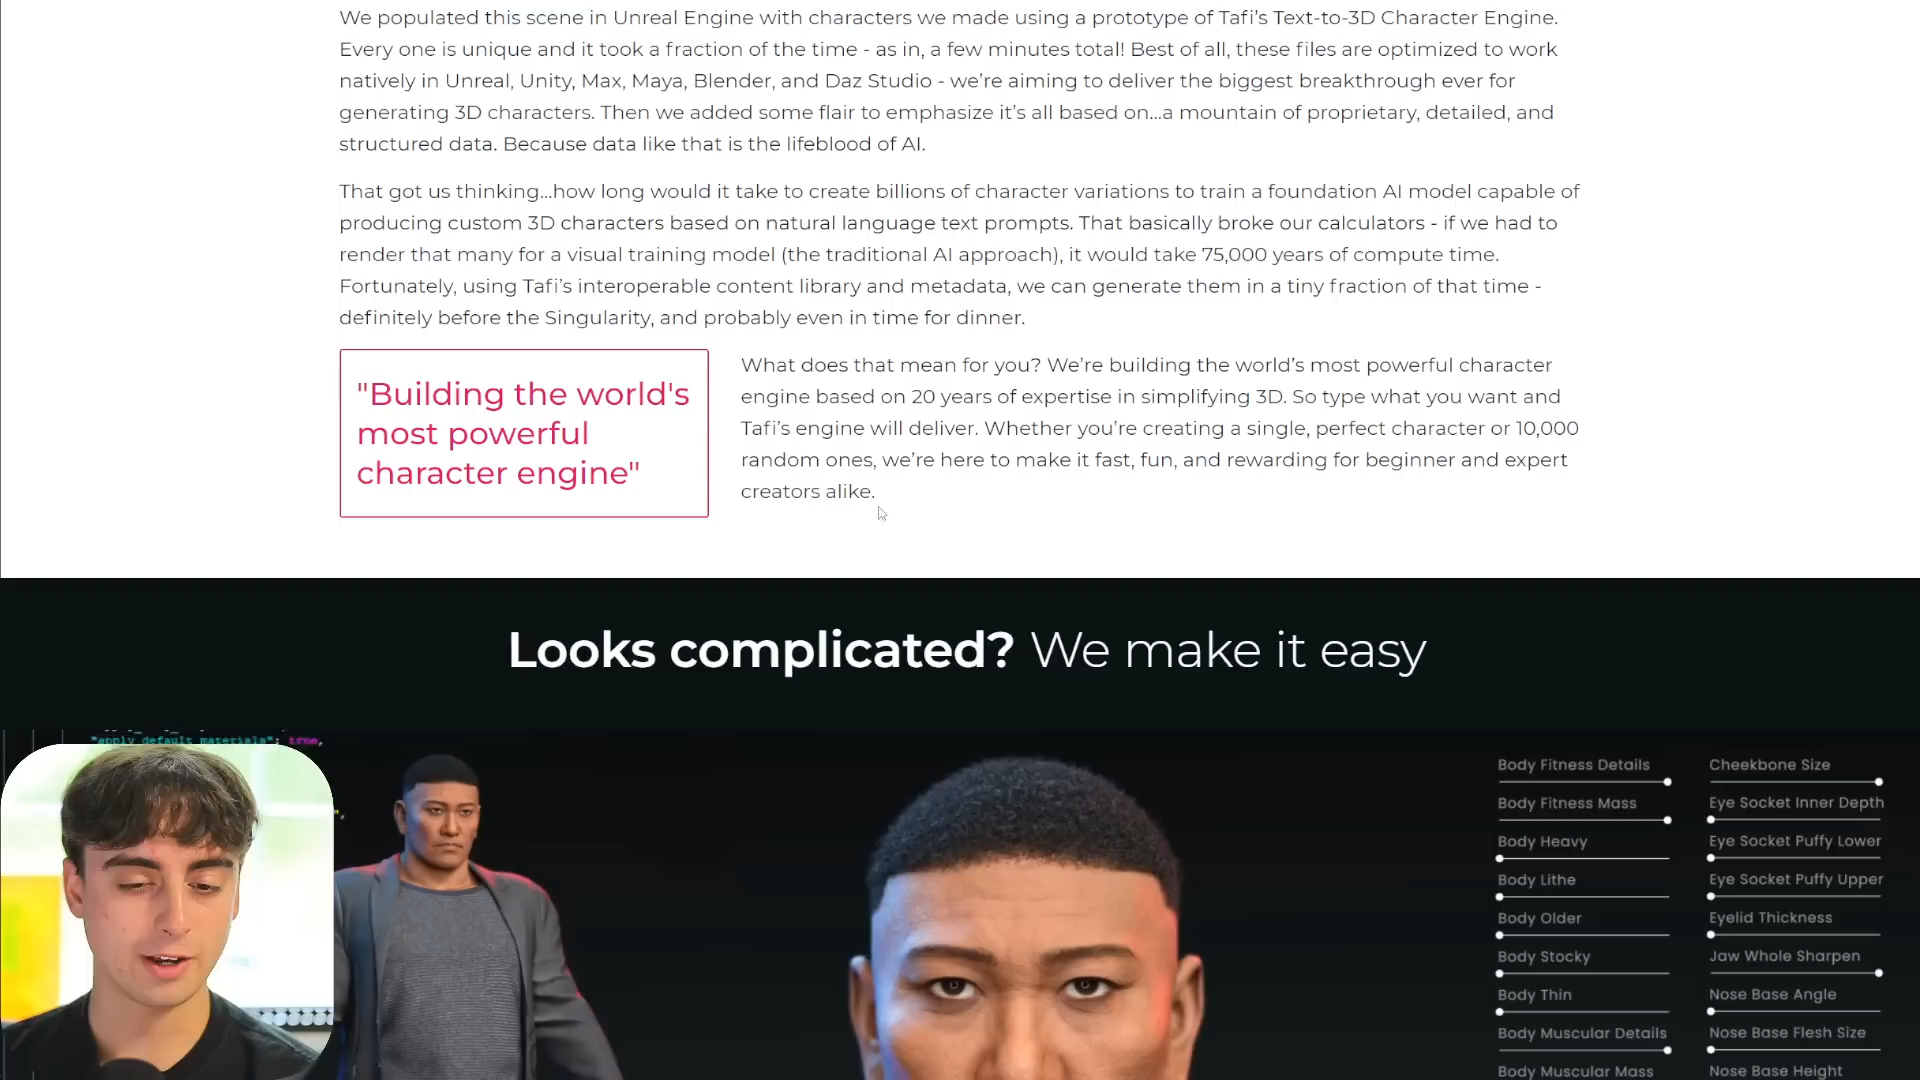 We populated this scene in Unreal Engine with characters we made using a prototype of Tafi’s Text-to-3D Character Engine.
Every one is unique and it took a fraction of the time - as in, a few minutes total! Best of all, these files are optimized to work
natively in Unreal, Unity, Max, Maya, Blender, and Daz Studio - we’re aiming to deliver the biggest breakthrough ever for
generating 3D characters. Then we added some flair to emphasize it’s all based on...a mountain of proprietary, detailed, and
structured data. Because data like that is the lifeblood of AI.
That got us thinking...how long would it take to create billions of character variations to train a foundation AI model capable of
producing custom 3D characters based on natural language text prompts. That basically broke our calculators - if we had to
render that many for a visual training model (the traditional AI approach), it would take 75,000 years of compute time.
Fortunately, using Tafi’s interoperable content library and metadata, we can generate them in a tiny fraction of that time -
definitely before the Singularity, and probably even in time for dinner.
"Building the world's
most powerful
character engine"
What does that mean for you? We’re building the world’s most powerful character
engine based on 20 years of expertise in simplifying 3D. So type what you want and
Tafi’s engine will deliver. Whether you’re creating a single, perfect character or 10,000
random ones, we’re here to make it fast, fun, and rewarding for beginner and expert
creators alike.
Looks complicated? We make it easy
"apply_default_materials": true,
Body Fitness Details
Body Fitness Mass
Body Heavy
Body Lithe
Body Older
Body Stocky
Body Thin
Body Muscular Details
Body Muscular Mass
Cheekbone Size
Eye Socket Inner Depth
Eye Socket Puffy Lower
Eye Socket Puffy Upper
Eyelid Thickness
Jaw Whole Sharpen
Nose Base Angle
Nose Base Flesh Size
Nose Base Height